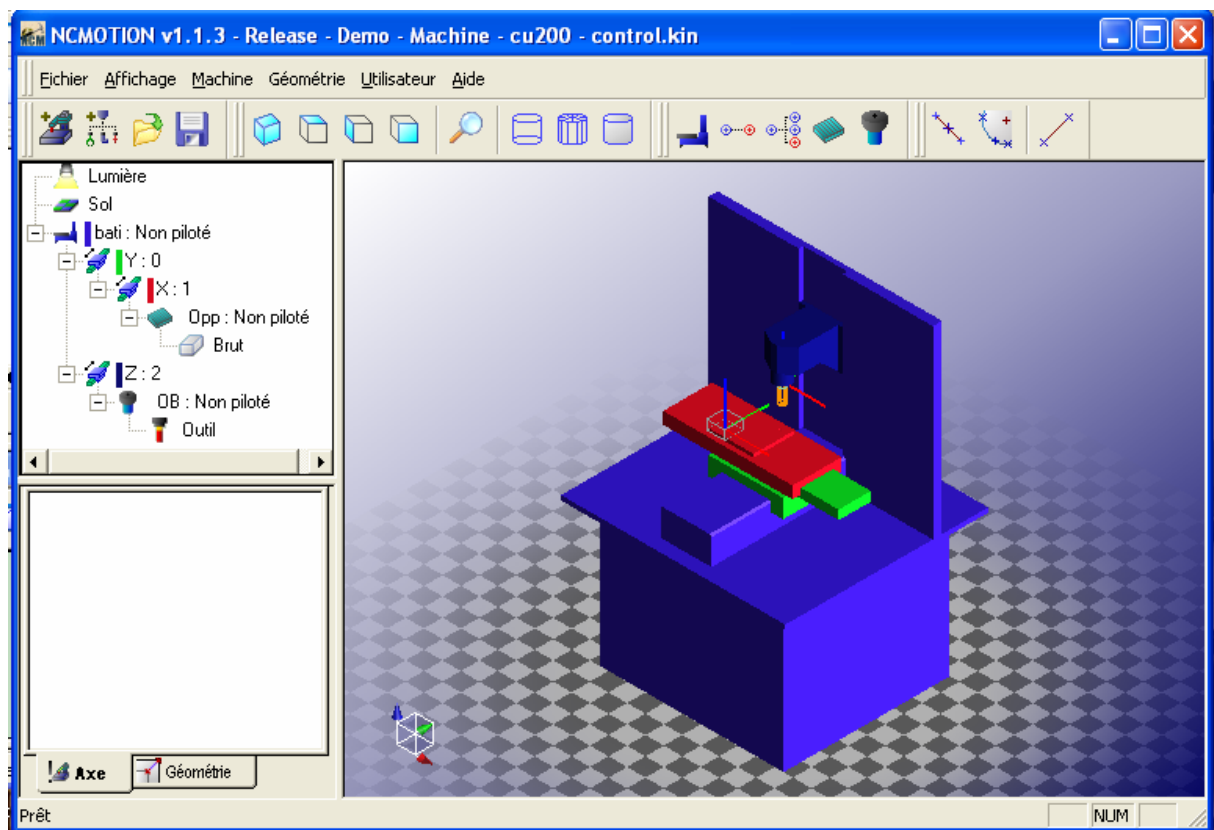 NCMOTION v1.1.3 - Release - Demo - Machine - cu200 - control.kin
Fichier Affichage Machine Géométrie Utilisateur Aide
Lumière
Sol
bati : Non piloté
Y : 0
X : 1
Opp : Non piloté
Brut
Z : 2
OB : Non piloté
Outil
Axe Géométrie
Prêt NUM